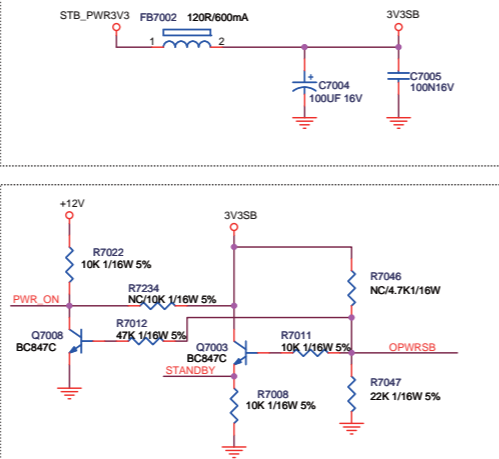 STB_PWR3V3
FB7002 120R/600mA
3V3SB
1 2
C7004
100UF 16V
C7005
100N16V
+12V
3V3SB
R7022
10K 1/16W 5%
R7234
NC/10K 1/16W 5%
R7046
NC/4.7K1/16W
PWR_ON
Q7008
BC847C
R7012
47K 1/16W 5%
Q7003
BC847C
R7011
10K 1/16W 5%
OPWRSB
STANDBY
R7008
10K 1/16W 5%
R7047
22K 1/16W 5%